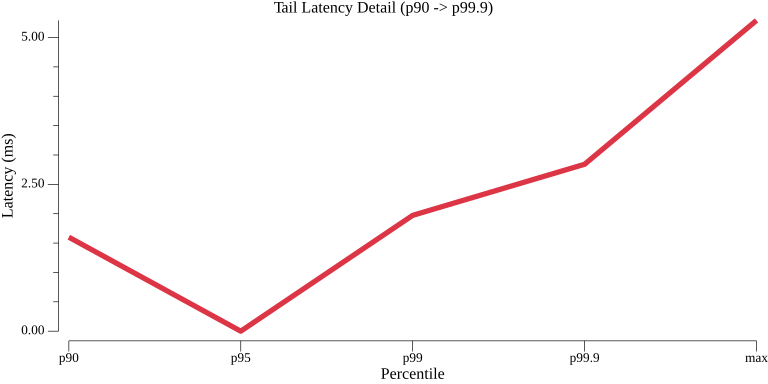 Tail Latency Detail (p90 -> p99.9)
5.00
2.50
0.00
Latency (ms)
p90 p95 p99 p99.9 max
Percentile